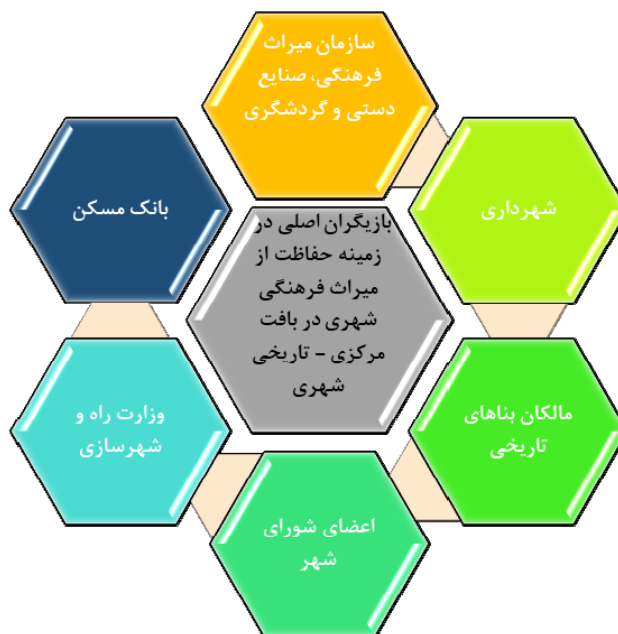 سازمان میراث
فرهنگی، صنایع
دستی و گردشگری
شهرداری
بانک مسکن
بازیگران اصلی در
زمینه حفاظت از
میراث فرهنگی
شهری در بافت
مرکزی - تاریخی
شهری
مالکان بناهای
تاریخی
وزارت راه و
شهرسازی
اعضای شورای
شهر